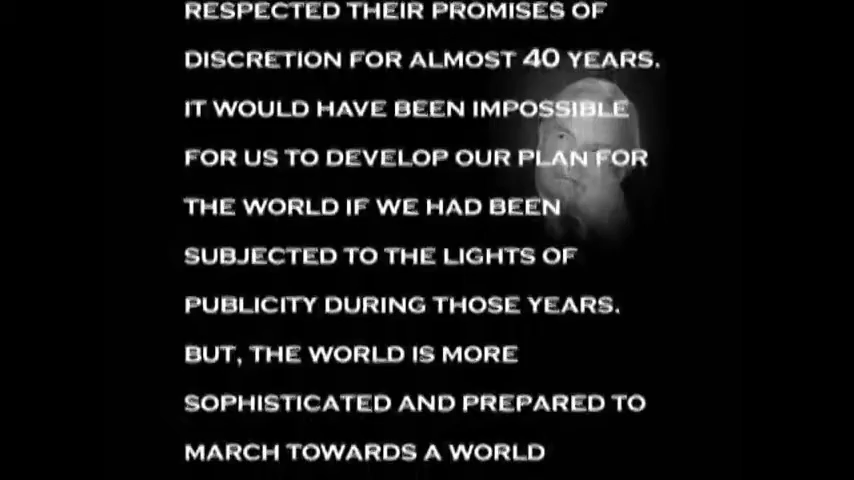 RESPECTED THEIR PROMISES OF
DISCRETION FOR ALMOST 40 YEARS.
IT WOULD HAVE BEEN IMPOSSIBLE
FOR US TO DEVELOP OUR PLAN FOR
THE WORLD IF WE HAD BEEN
SUBJECTED TO THE LIGHTS OF
PUBLICITY DURING THOSE YEARS.
BUT, THE WORLD IS MORE
SOPHISTICATED AND PREPARED TO
MARCH TOWARDS A WORLD